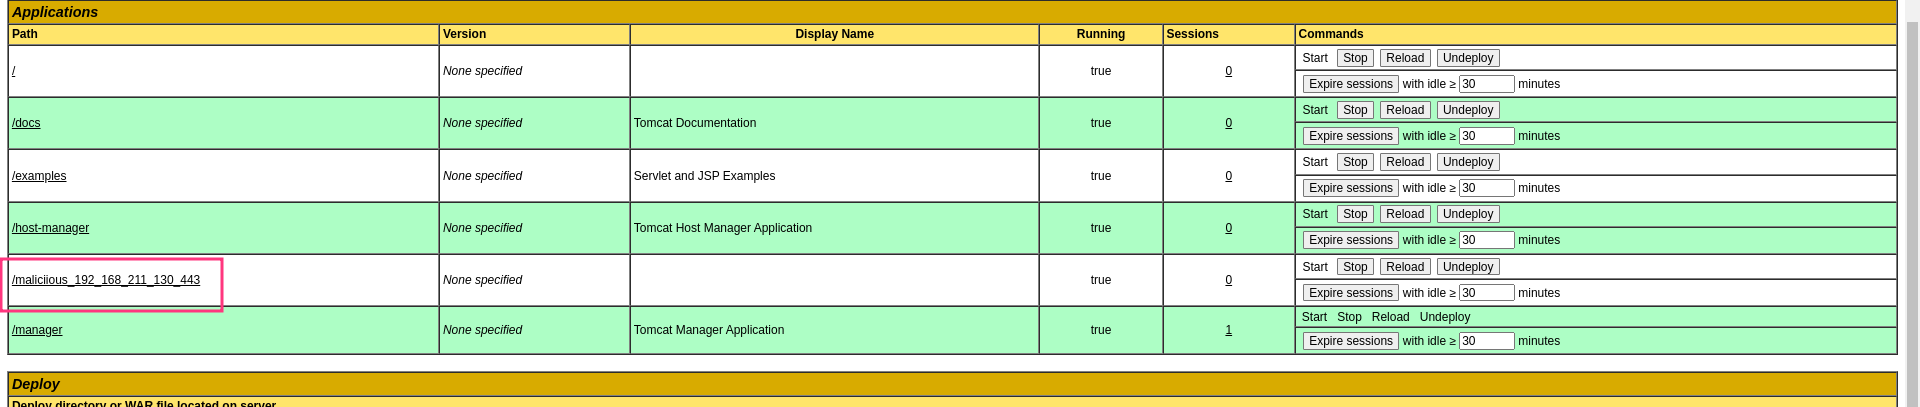 Applications
Path Version Display Name Running Sessions Commands
/ None specified true 0 Start Stop Reload Undeploy
Expire sessions with idle ≥ 30 minutes
/docs None specified Tomcat Documentation true 0 Start Stop Reload Undeploy
Expire sessions with idle ≥ 30 minutes
/examples None specified Servlet and JSP Examples true 0 Start Stop Reload Undeploy
Expire sessions with idle ≥ 30 minutes
/host-manager None specified Tomcat Host Manager Application true 0 Start Stop Reload Undeploy
Expire sessions with idle ≥ 30 minutes
/maliciious_192_168_211_130_443 None specified true 0 Start Stop Reload Undeploy
Expire sessions with idle ≥ 30 minutes
/manager None specified Tomcat Manager Application true 1 Start Stop Reload Undeploy
Expire sessions with idle ≥ 30 minutes
Deploy
Deploy directory or WAR file located on server